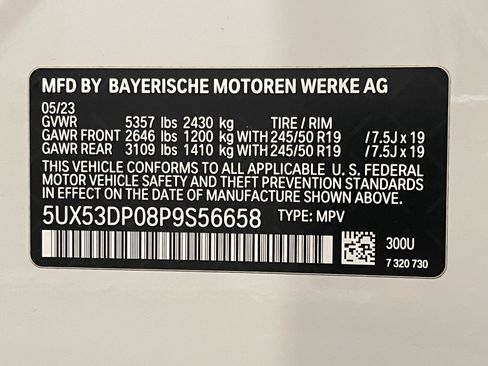 MFD BY BAYERISCHE MOTOREN WERKE AG
05/23
GVWR 5357 lbs 2430 kg TIRE / RIM
GAWR FRONT 2646 lbs 1200 kg WITH 245/50 R19 /7.5J x 19
GAWR REAR 3109 lbs 1410 kg WITH 245/50 R19 /7.5J x 19
THIS VEHICLE CONFORMS TO ALL APPLICABLE U. S. FEDERAL
MOTOR VEHICLE SAFETY AND THEFT PREVENTION
STANDARDS IN EFFECT ON THE DATE OF MANUFACTURE SHOWN ABOVE.
5UX53DP08P9S56658 TYPE: MPV
300U
7 320 730